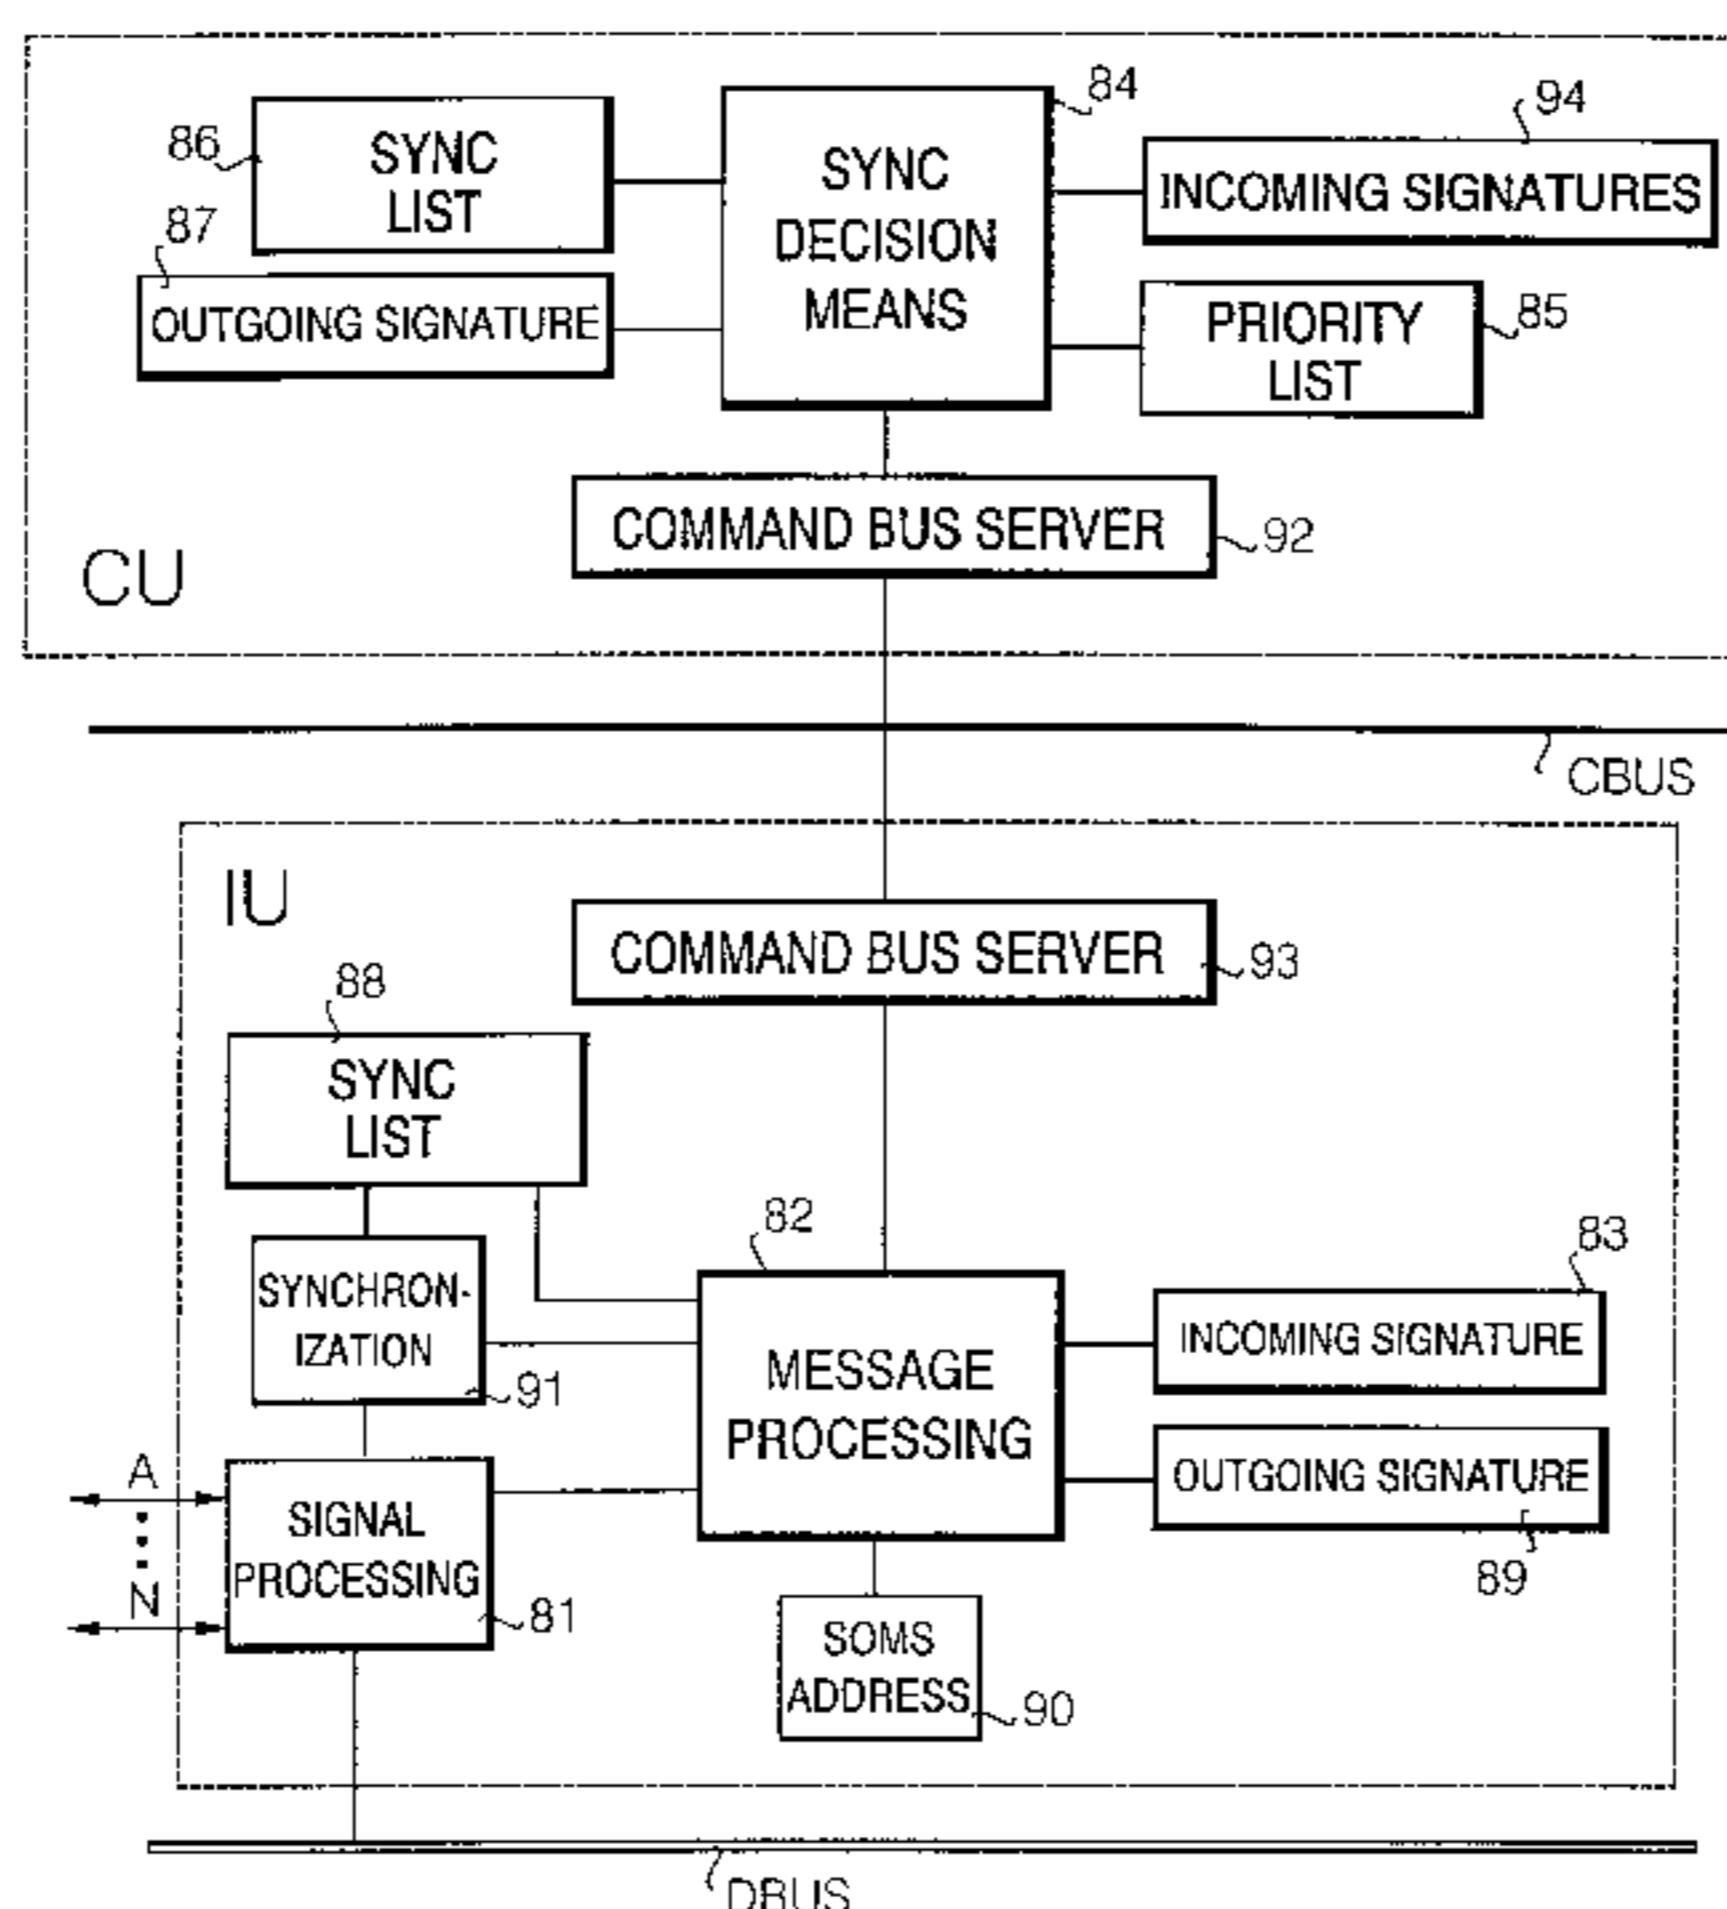 84
94
86
SYNC
LIST
SYNC
DECISION
MEANS
INCOMING SIGNATURES
87
OUTGOING SIGNATURE
PRIORITY
LIST
85
COMMAND BUS SERVER
92
CU
CBUS
IU
COMMAND BUS SERVER
93
88
SYNC
LIST
82
83
SYNCHRON-
IZATION
91
MESSAGE
PROCESSING
INCOMING SIGNATURE
OUTGOING SIGNATURE
89
A
N
SIGNAL
PROCESSING
81
SOMS
ADDRESS
90
DBUS